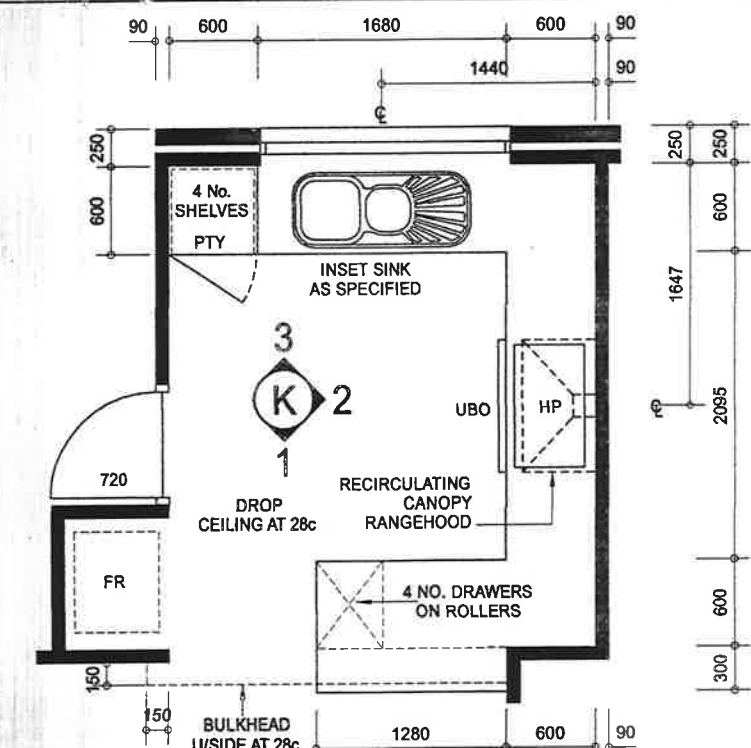 90 600 1680 600 90
1440 90
℄
250 250 250
600 600
4 No.
SHELVES
PTY
INSET SINK
AS SPECIFIED
1647
3
K 2
1
UBO HP
℄
2095
720
DROP
CEILING AT 28c
RECIRCULATING
CANOPY
RANGEHOOD
FR
4 NO. DRAWERS
ON ROLLERS
600
300
150
150
BULKHEAD
U/SIDE AT 28c
1280 600 90